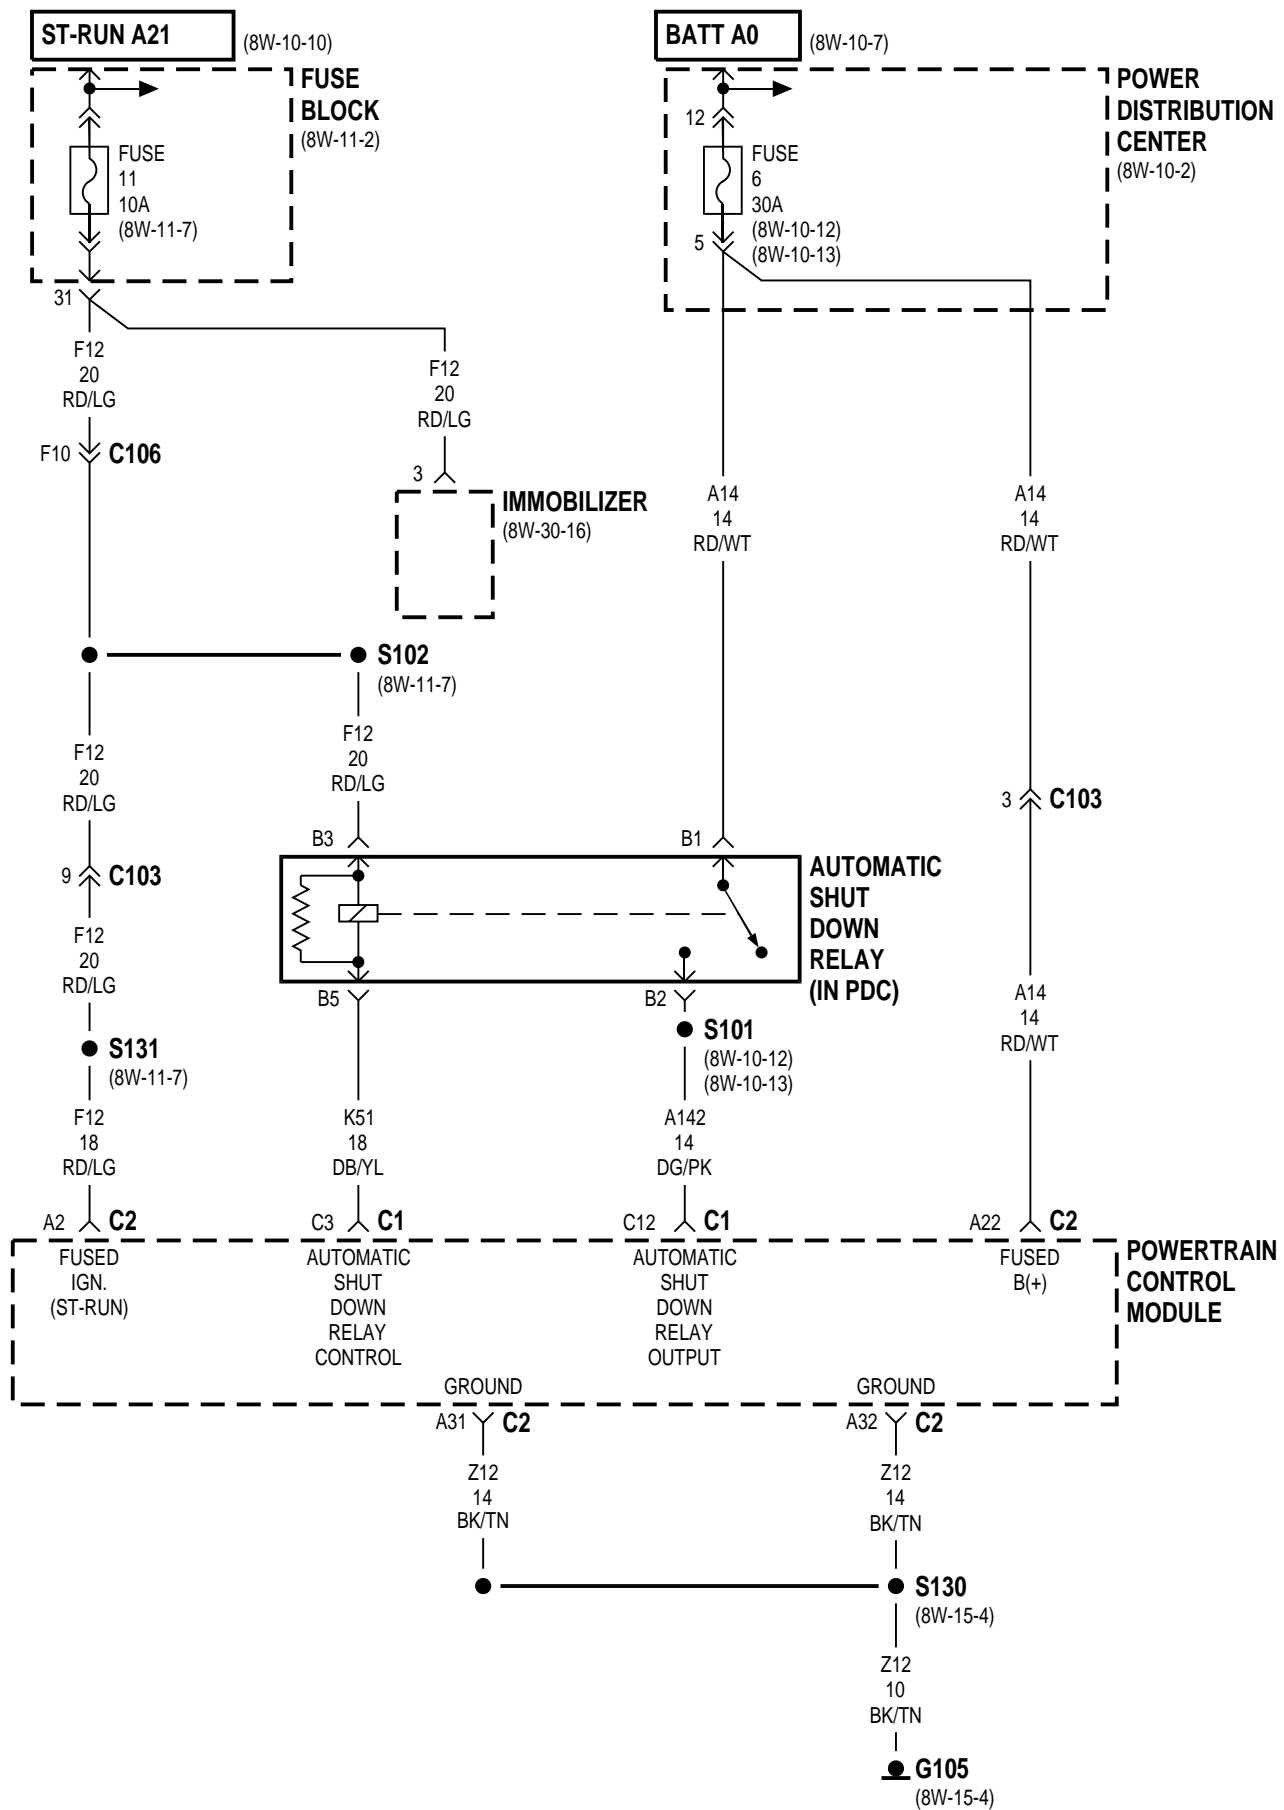 ST-RUN A21
(8W-10-10)
BATT A0
(8W-10-7)
FUSE
BLOCK
(8W-11-2)
POWER
DISTRIBUTION
CENTER
(8W-10-2)
FUSE
11
10A
(8W-11-7)
12
FUSE
6
30A
(8W-10-12)
(8W-10-13)
5
31
F12
20
RD/LG
F12
20
RD/LG
F10
C106
3
IMMOBILIZER
(8W-30-16)
A14
14
RD/WT
A14
14
RD/WT
S102
(8W-11-7)
F12
20
RD/LG
F12
20
RD/LG
3
C103
B3
B1
9
C103
AUTOMATIC
SHUT
DOWN
RELAY
(IN PDC)
F12
20
RD/LG
B5
B2
A14
14
RD/WT
S131
(8W-11-7)
S101
(8W-10-12)
(8W-10-13)
F12
18
RD/LG
K51
18
DB/YL
A142
14
DG/PK
A2
C2
C3
C1
C12
C1
A22
C2
FUSED
IGN.
(ST-RUN)
AUTOMATIC
SHUT
DOWN
RELAY
CONTROL
AUTOMATIC
SHUT
DOWN
RELAY
OUTPUT
FUSED
B(+)
POWERTRAIN
CONTROL
MODULE
GROUND
GROUND
A31
C2
A32
C2
Z12
14
BK/TN
Z12
14
BK/TN
S130
(8W-15-4)
Z12
10
BK/TN
G105
(8W-15-4)